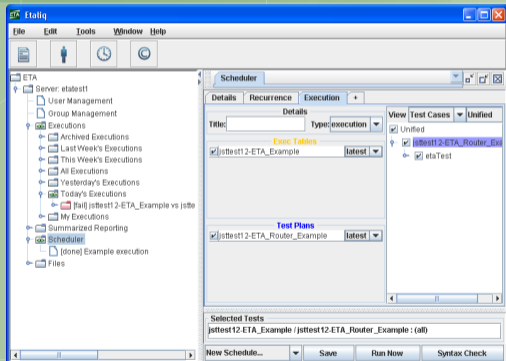 Etaliq
File Edit Tools Window Help
ETA
Server: etatest1
User Management
Group Management
Executions
Archived Executions
Last Week's Executions
This Week's Executions
All Executions
Yesterday's Executions
Today's Executions
[fail] jsttest12-ETA_Example vs jstte
My Executions
Summarized Reporting
Scheduler
[done] Example execution
Files
Scheduler
Details Recurrence Execution +
Details
Title: Type: execution
Exec Tables
jsttest12-ETA_Example latest
Test Plans
jsttest12-ETA_Router_Example latest
View Test Cases Unified
Unified
jsttest12-ETA_Router_Exa
etaTest
Selected Tests
jsttest12-ETA_Example / jsttest12-ETA_Router_Example : (all)
New Schedule... Save Run Now Syntax Check